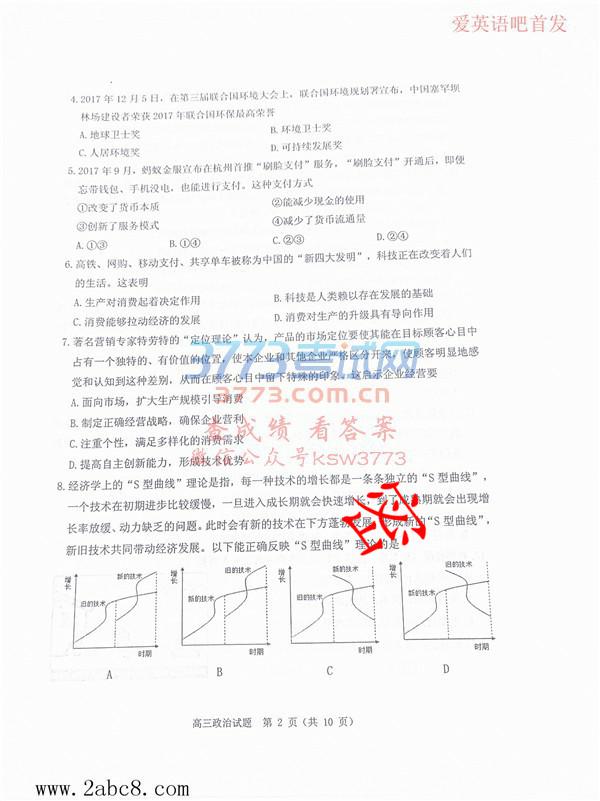 爱英语吧首发
4. 2017 年 12 月 5 日，在第三届联合国环境大会上，联合国环境规划署宣布，中国塞罕坝
林场建设者荣获 2017 年联合国环保最高荣誉
A. 地球卫士奖 B. 环境卫士奖
C. 人居环境奖 D. 可持续发展奖
5. 2017 年 9 月，蚂蚁金服宣布在杭州首推“刷脸支付”服务，“刷脸支付”开通后，即便
忘带钱包、手机没电，也能进行支付。这种支付方式
①改变了货币本质 ②能减少现金的使用
③创新了服务模式 ④减少了货币流通量
A. ①③ B. ①④ C. ②③ D. ②④
6. 高铁、网购、移动支付、共享单车被称为中国的“新四大发明”，科技正在改变着人们
的生活。这表明
A. 生产对消费起着决定作用 B. 科技是人类赖以存在发展的基础
C. 消费能够拉动经济的发展 D. 消费对生产的升级具有导向作用
7. 著名营销专家特劳特的“定位理论”认为，产品的市场定位要使其能在目标顾客心目中
占有一个独特的、有价值的位置，使本企业和其他企业严格区分开来，使顾客明显地感
觉和认知到这种差别，从而在顾客心目中留下特殊的印象。这启示企业经营要
A. 面向市场，扩大生产规模引导消费
B. 制定正确经营战略，确保企业营利
C. 注重个性，满足多样化的消费需求
D. 提高自主创新能力，形成技术优势
3773考试网
3773.com.cn
查成绩 看答案
微信公众号ksw3773
8. 经济学上的“S 型曲线”理论是指，每一种技术的增长都是一条条独立的“S 型曲线”，
一个技术在初期进步比较缓慢，一旦进入成长期就会快速增长，到了成熟期就会出现增
长率放缓、动力缺乏的问题。此时会有新的技术在下方蓬勃发展，形成新的“S 型曲线”，
新旧技术共同带动经济发展。以下能正确反映“S 型曲线”理论的是
密
增长 新的技术 旧的技术 时期
增长 旧的技术 新的技术 时期
增长 旧的技术 新的技术 时期
增长 新的技术 旧的技术 时期
A B C D
高三政治试题 第 2 页（共 10 页）
www.2abc8.com